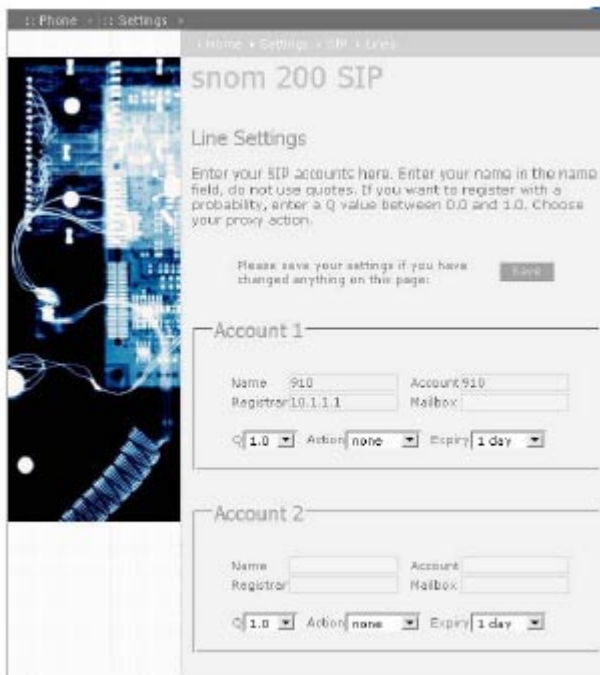 :: Phone :: Settings
Home Settings SIP Lines
snom 200 SIP
Line Settings
Enter your SIP accounts here. Enter your name in the name
field, do not use quotes. If you want to register with a
probability, enter a Q value between 0.0 and 1.0. Choose
your proxy action.
Please save your settings if you have
changed anything on this page:
Save
Account 1
Name 910 Account 910
Registrar 10.1.1.1 Mailbox
Q 1.0 Action none Expiry 1 day
Account 2
Name Account
Registrar Mailbox
Q 1.0 Action none Expiry 1 day